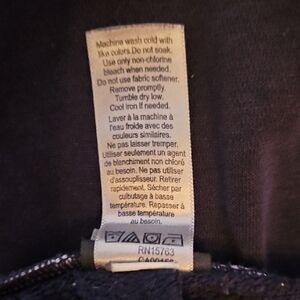 Machine wash cold with
like colors. Do not soak.
Use only non-chlorine
bleach when needed.
Do not use fabric softener.
Remove promptly.
Tumble dry low.
Cool iron if needed.
Laver à la machine à
l'eau froide avec des
couleurs similaires.
Ne pas laisser tremper.
Utiliser seulement un agent
de blanchiment non chloré
au besoin. Ne pas utiliser
d'assouplisseur. Retirer
rapidement. Sécher par
culbutage à basse
température. Repasser à
basse température
au besoin.
RN15763